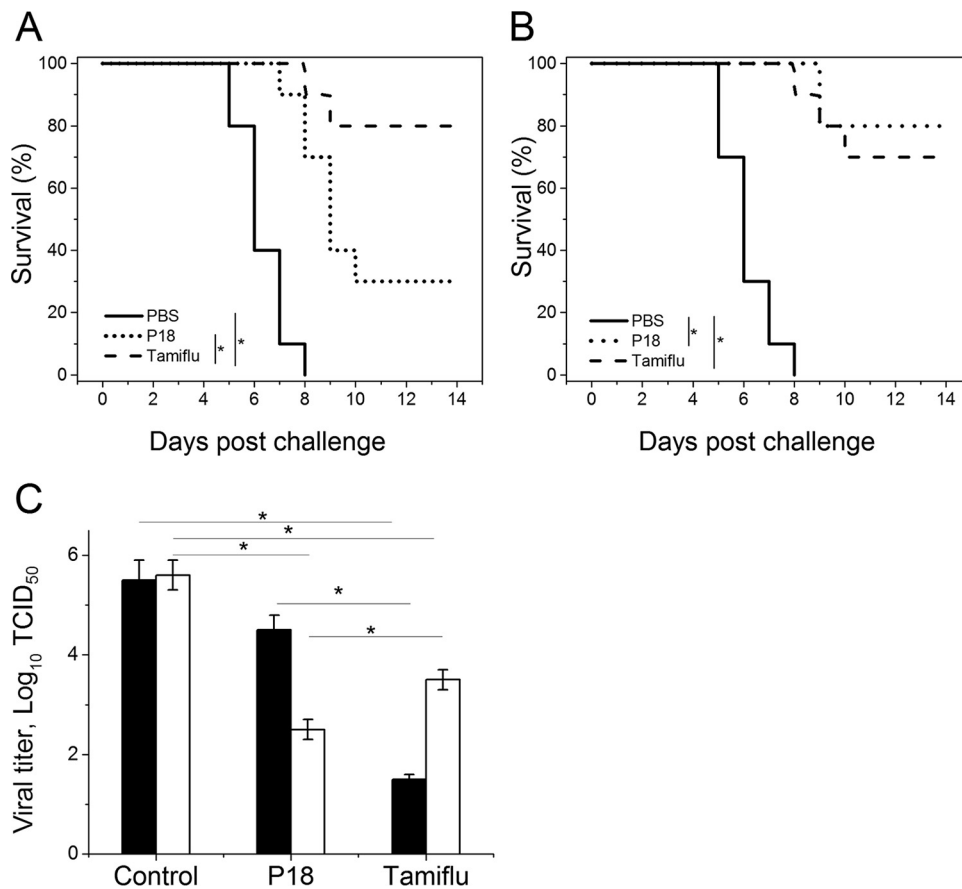 A
B
Survival (%)
100
80
60
40
20
0
PBS
P18
Tamiflu
*
*
0 2 4 6 8 10 12 14
Days post challenge
Survival (%)
100
80
60
40
20
0
PBS
P18
Tamiflu
*
*
0 2 4 6 8 10 12 14
Days post challenge
C
Viral titer, Log10 TCID50
6
4
2
0
*
*
*
*
*
Control P18 Tamiflu